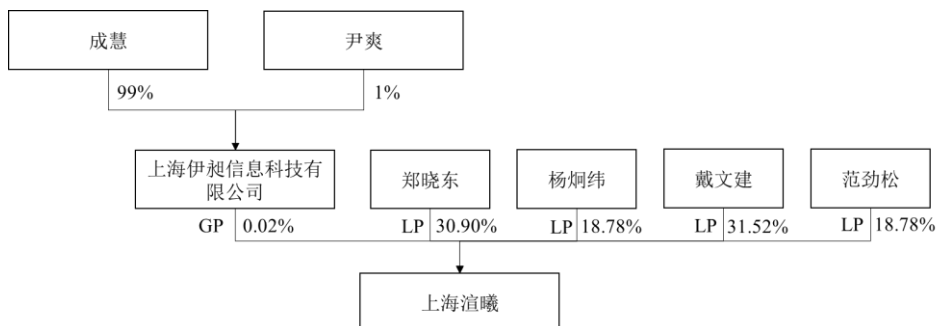 成慧
尹爽
99%
1%
上海伊昶信息科技有
限公司
郑晓东
杨炯纬
戴文建
范劲松
GP 0.02%
LP 30.90%
LP 18.78%
LP 31.52%
LP 18.78%
上海渲曦